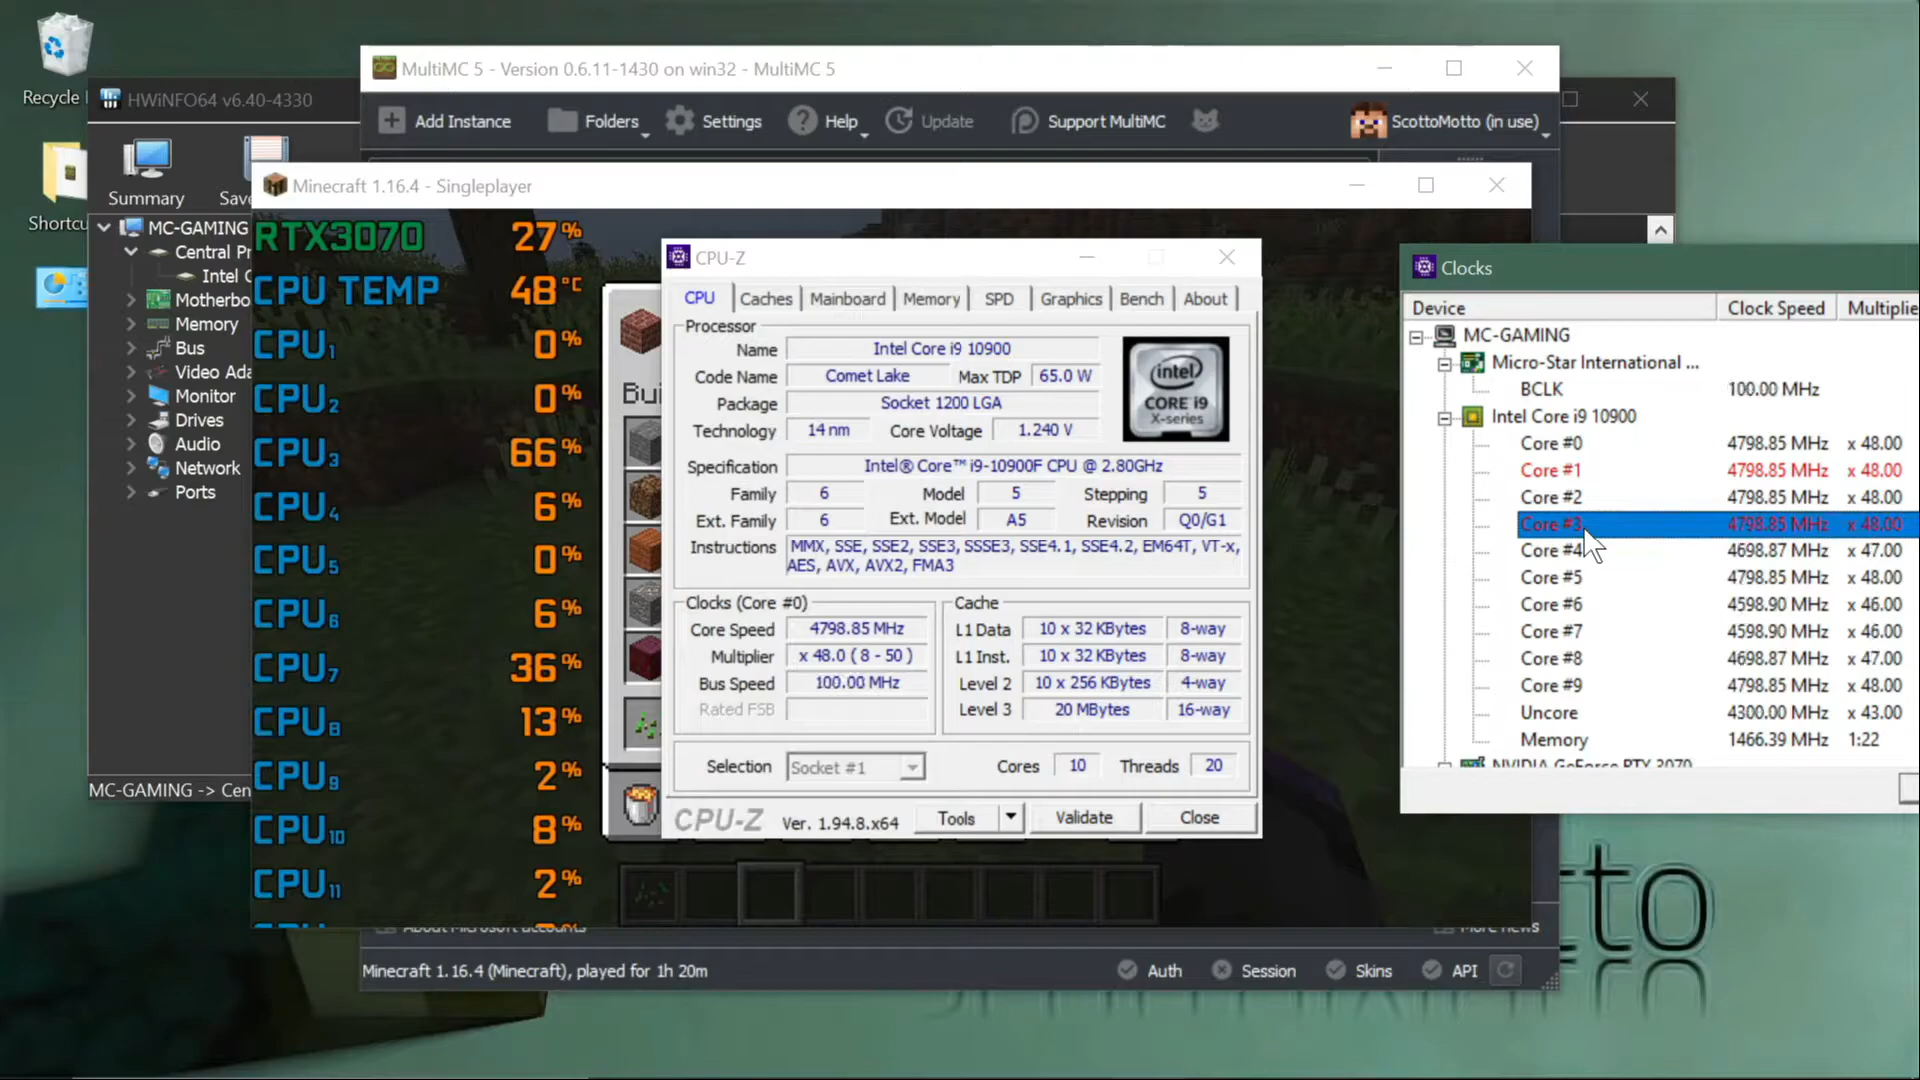 Recycle
Shortcu
HWiNFO64 v6.40-4330
Summary
Save
MC-GAMING
Central Pr
Intel C
Motherbo
Memory
Bus
Video Ada
Monitor
Drives
Audio
Network
Ports
MC-GAMING -> Cen
MultiMC 5 - Version 0.6.11-1430 on win32 - MultiMC 5
Add Instance Folders Settings Help Update Support MultiMC ScottoMotto (in use)
Minecraft 1.16.4 - Singleplayer
RTX3070 27 %
CPU TEMP 48 °C
CPU1 0 %
CPU2 0 %
CPU3 66 %
CPU4 6 %
CPU5 0 %
CPU6 6 %
CPU7 36 %
CPU8 13 %
CPU9 2 %
CPU10 8 %
CPU11 2 %
Bui
CPU-Z
CPU Caches Mainboard Memory SPD Graphics Bench About
Processor
Name Intel Core i9 10900
Code Name Comet Lake Max TDP 65.0 W
Package Socket 1200 LGA
Technology 14 nm Core Voltage 1.240 V
intel
CORE i9
X-series
Specification Intel® Core™ i9-10900F CPU @ 2.80GHz
Family 6 Model 5 Stepping 5
Ext. Family 6 Ext. Model A5 Revision Q0/G1
Instructions MMX, SSE, SSE2, SSE3, SSSE3, SSE4.1, SSE4.2, EM64T, VT-x,
AES, AVX, AVX2, FMA3
Clocks (Core #0)
Core Speed 4798.85 MHz
Multiplier x 48.0 ( 8 - 50 )
Bus Speed 100.00 MHz
Rated FSB
Cache
L1 Data 10 x 32 KBytes 8-way
L1 Inst. 10 x 32 KBytes 8-way
Level 2 10 x 256 KBytes 4-way
Level 3 20 MBytes 16-way
Selection Socket #1 Cores 10 Threads 20
CPU-Z Ver. 1.94.8.x64 Tools Validate Close
Clocks
Device Clock Speed Multiplie
MC-GAMING
Micro-Star International ...
BCLK 100.00 MHz
Intel Core i9 10900
Core #0 4798.85 MHz x 48.00
Core #1 4798.85 MHz x 48.00
Core #2 4798.85 MHz x 48.00
Core #3 4798.85 MHz x 48.00
Core #4 4698.87 MHz x 47.00
Core #5 4798.85 MHz x 48.00
Core #6 4598.90 MHz x 46.00
Core #7 4598.90 MHz x 46.00
Core #8 4698.87 MHz x 47.00
Core #9 4798.85 MHz x 48.00
Uncore 4300.00 MHz x 43.00
Memory 1466.39 MHz 1:22
NVIDIA GeForce RTX 3070
About Microsoft accounts More news
Minecraft 1.16.4 (Minecraft), played for 1h 20m Auth Session Skins API
tto